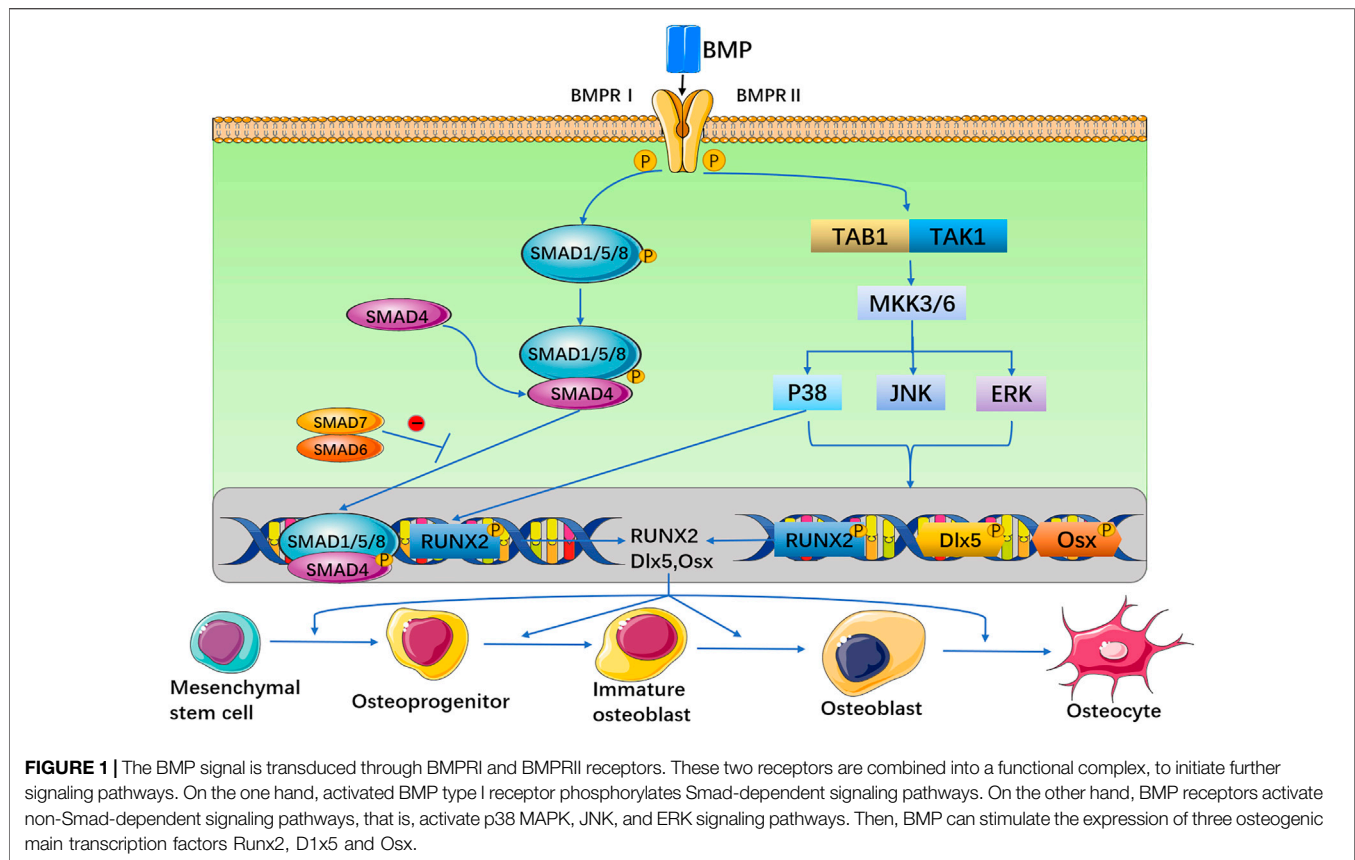 BMP
BMPR I
BMPR II
P
P
SMAD1/5/8
P
TAB1
TAK1
MKK3/6
SMAD4
SMAD1/5/8
P
SMAD4
P38
JNK
ERK
SMAD7
SMAD6
SMAD1/5/8
SMAD4
P
RUNX2
P
RUNX2
Dlx5,Osx
RUNX2
P
Dlx5
P
Osx
P
Mesenchymal
stem cell
Osteoprogenitor
Immature
osteoblast
Osteoblast
Osteocyte
FIGURE 1 | The BMP signal is transduced through BMPRI and BMPRII receptors. These two receptors are combined into a functional complex, to initiate further
signaling pathways. On the one hand, activated BMP type I receptor phosphorylates Smad-dependent signaling pathways. On the other hand, BMP receptors activate
non-Smad-dependent signaling pathways, that is, activate p38 MAPK, JNK, and ERK signaling pathways. Then, BMP can stimulate the expression of three osteogenic
main transcription factors Runx2, D1x5 and Osx.